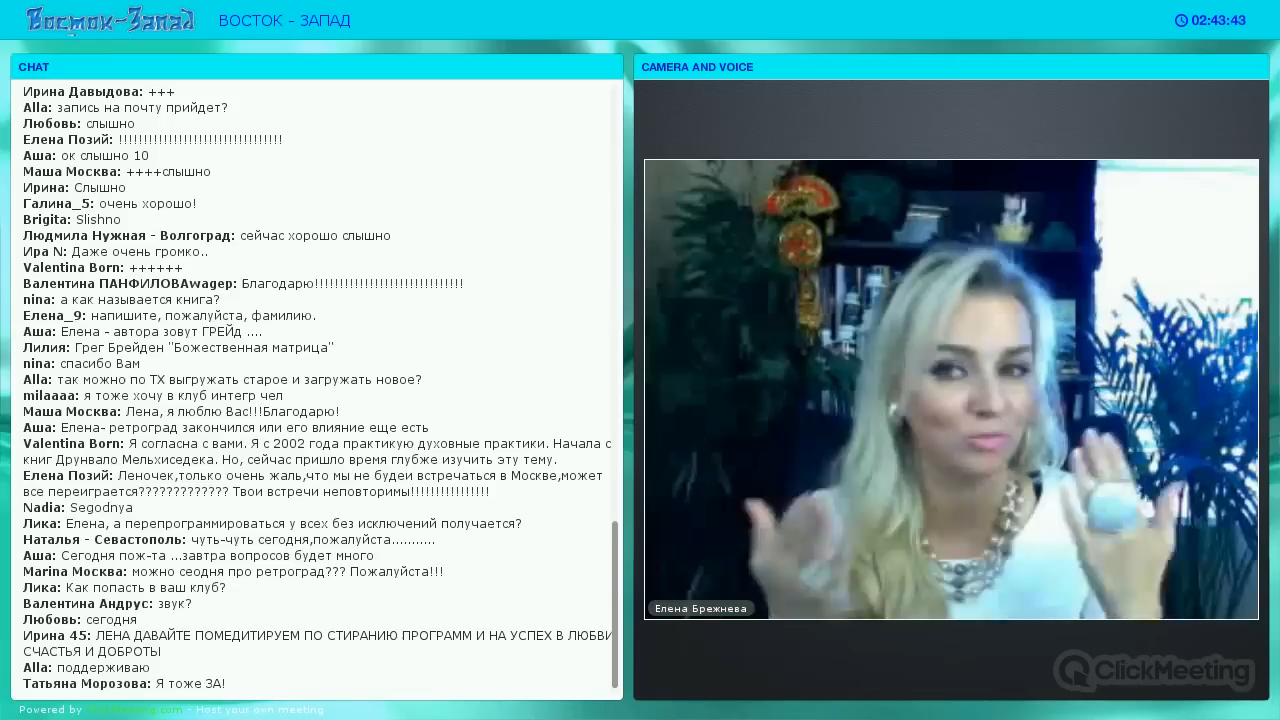 Восток-Запад
ВОСТОК - ЗАПАД
02:43:43
CHAT
Ирина Давыдова: +++
Alla: запись на почту прийдет?
Любовь: слышно
Елена Позий: !!!!!!!!!!!!!!!!!!!!!!!!!!!!!!!!!
Аша: ок слышно 10
Маша Москва: ++++слышно
Ирина: Слышно
Галина_5: очень хорошо!
Brigita: Slishno
Людмила Нужная - Волгоград: сейчас хорошо слышно
Ира N: Даже очень громко..
Valentina Born: ++++++
Валентина ПАНФИЛОВАwagep: Благодарю!!!!!!!!!!!!!!!!!!!!!!!!!!!!!!
nina: а как называется книга?
Елена_9: напишите, пожалуйста, фамилию.
Аша: Елена - автора зовут ГРЕЙд ....
Лилия: Грег Брейден "Божественная матрица"
nina: спасибо Вам
Alla: так можно по ТХ выгружать старое и загружать новое?
milaaaa: я тоже хочу в клуб интегр чел
Маша Москва: Лена, я люблю Вас!!!Благодарю!
Аша: Елена- ретроград закончился или его влияние еще есть
Valentina Born: Я согласна с вами. Я с 2002 года практикую духовные практики. Начала с
книг Друнвало Мельхиседека. Но, сейчас пришло время глубже изучить эту тему.
Елена Позий: Леночек,только очень жаль,что мы не будеи встречаться в Москве,может
все переиграется????????????? Твои встречи неповторимы!!!!!!!!!!!!!!!!
Nadia: Segodnya
Лика: Елена, а перепрограммироваться у всех без исключений получается?
Наталья - Севастополь: чуть-чуть сегодня,пожалуйста..........
Аша: Сегодня пож-та ...завтра вопросов будет много
Marina Москва: можно сеодня про ретроград??? Пожалуйста!!!
Лика: Как попасть в ваш клуб?
Валентина Андрус: звук?
Любовь: сегодня
Ирина 45: ЛЕНА ДАВАЙТЕ ПОМЕДИТИРУЕМ ПО СТИРАНИЮ ПРОГРАММ И НА УСПЕХ В ЛЮБВИ
СЧАСТЬЯ И ДОБРОТЫ
Alla: поддерживаю
Татьяна Морозова: Я тоже ЗА!
Powered by ClickMeeting.com - Host your own meeting
CAMERA AND VOICE
Елена Брежнева
ClickMeeting